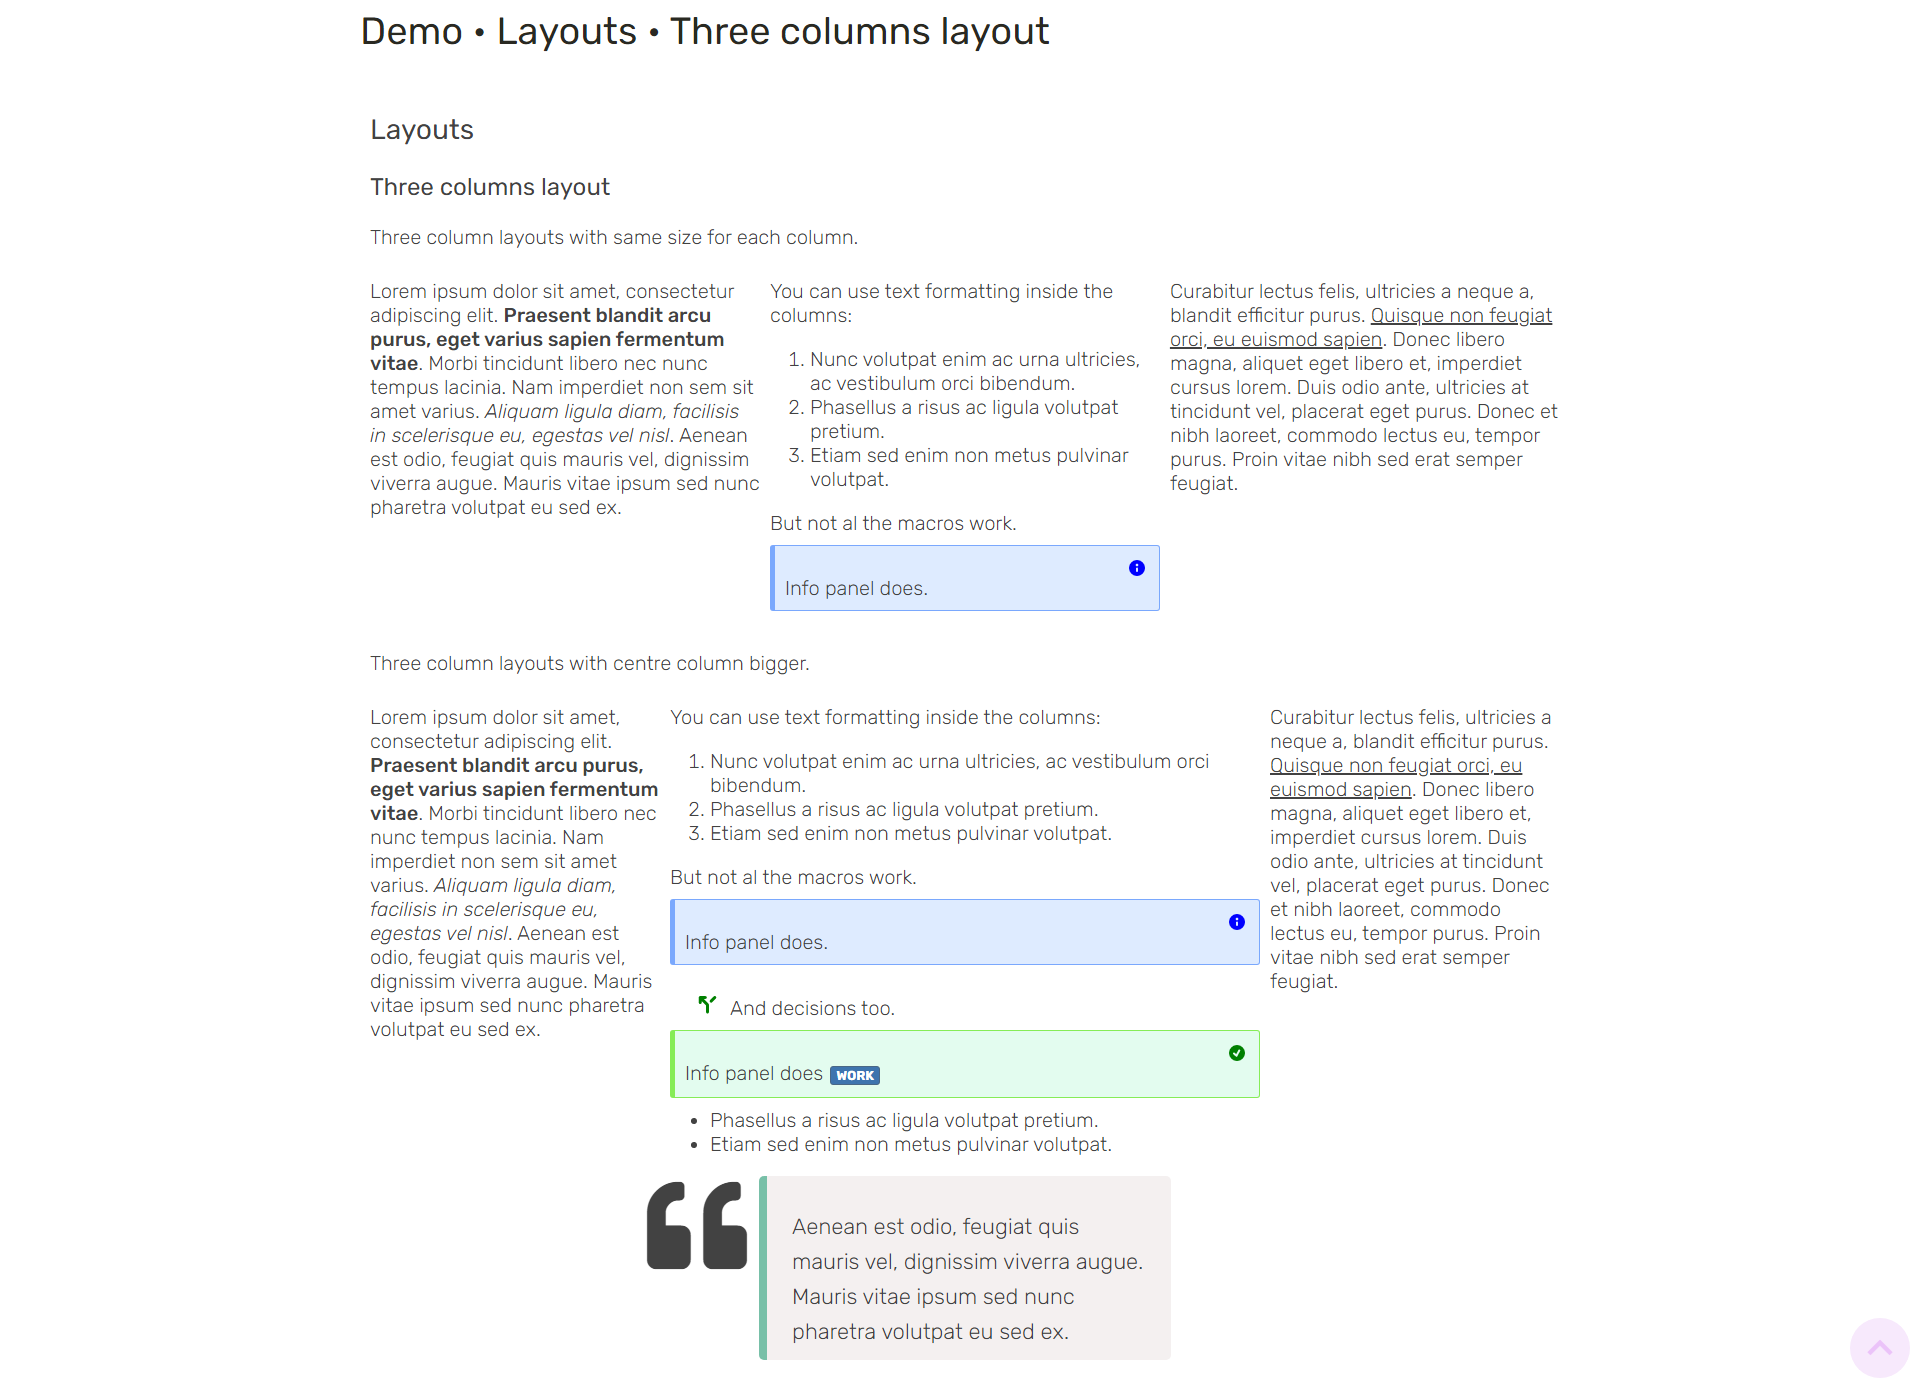 Demo • Layouts • Three columns layout
Layouts
Three columns layout
Three column layouts with same size for each column.
Lorem ipsum dolor sit amet, consectetur
adipiscing elit. Praesent blandit arcu
purus, eget varius sapien fermentum
vitae. Morbi tincidunt libero nec nunc
tempus lacinia. Nam imperdiet non sem sit
amet varius. Aliquam ligula diam, facilisis
in scelerisque eu, egestas vel nisl. Aenean
est odio, feugiat quis mauris vel, dignissim
viverra augue. Mauris vitae ipsum sed nunc
pharetra volutpat eu sed ex.
You can use text formatting inside the
columns:
1. Nunc volutpat enim ac urna ultricies,
ac vestibulum orci bibendum.
2. Phasellus a risus ac ligula volutpat
pretium.
3. Etiam sed enim non metus pulvinar
volutpat.
But not al the macros work.
Info panel does.
Curabitur lectus felis, ultricies a neque a,
blandit efficitur purus. Quisque non feugiat
orci, eu euismod sapien. Donec libero
magna, aliquet eget libero et, imperdiet
cursus lorem. Duis odio ante, ultricies at
tincidunt vel, placerat eget purus. Donec et
nibh laoreet, commodo lectus eu, tempor
purus. Proin vitae nibh sed erat semper
feugiat.
Three column layouts with centre column bigger.
Lorem ipsum dolor sit amet,
consectetur adipiscing elit.
Praesent blandit arcu purus,
eget varius sapien fermentum
vitae. Morbi tincidunt libero nec
nunc tempus lacinia. Nam
imperdiet non sem sit amet
varius. Aliquam ligula diam,
facilisis in scelerisque eu,
egestas vel nisl. Aenean est
odio, feugiat quis mauris vel,
dignissim viverra augue. Mauris
vitae ipsum sed nunc pharetra
volutpat eu sed ex.
You can use text formatting inside the columns:
1. Nunc volutpat enim ac urna ultricies, ac vestibulum orci
bibendum.
2. Phasellus a risus ac ligula volutpat pretium.
3. Etiam sed enim non metus pulvinar volutpat.
But not al the macros work.
Info panel does.
And decisions too.
Info panel does WORK
• Phasellus a risus ac ligula volutpat pretium.
• Etiam sed enim non metus pulvinar volutpat.
Aenean est odio, feugiat quis
mauris vel, dignissim viverra augue.
Mauris vitae ipsum sed nunc
pharetra volutpat eu sed ex.
Curabitur lectus felis, ultricies a
neque a, blandit efficitur purus.
Quisque non feugiat orci, eu
euismod sapien. Donec libero
magna, aliquet eget libero et,
imperdiet cursus lorem. Duis
odio ante, ultricies at tincidunt
vel, placerat eget purus. Donec
et nibh laoreet, commodo
lectus eu, tempor purus. Proin
vitae nibh sed erat semper
feugiat.